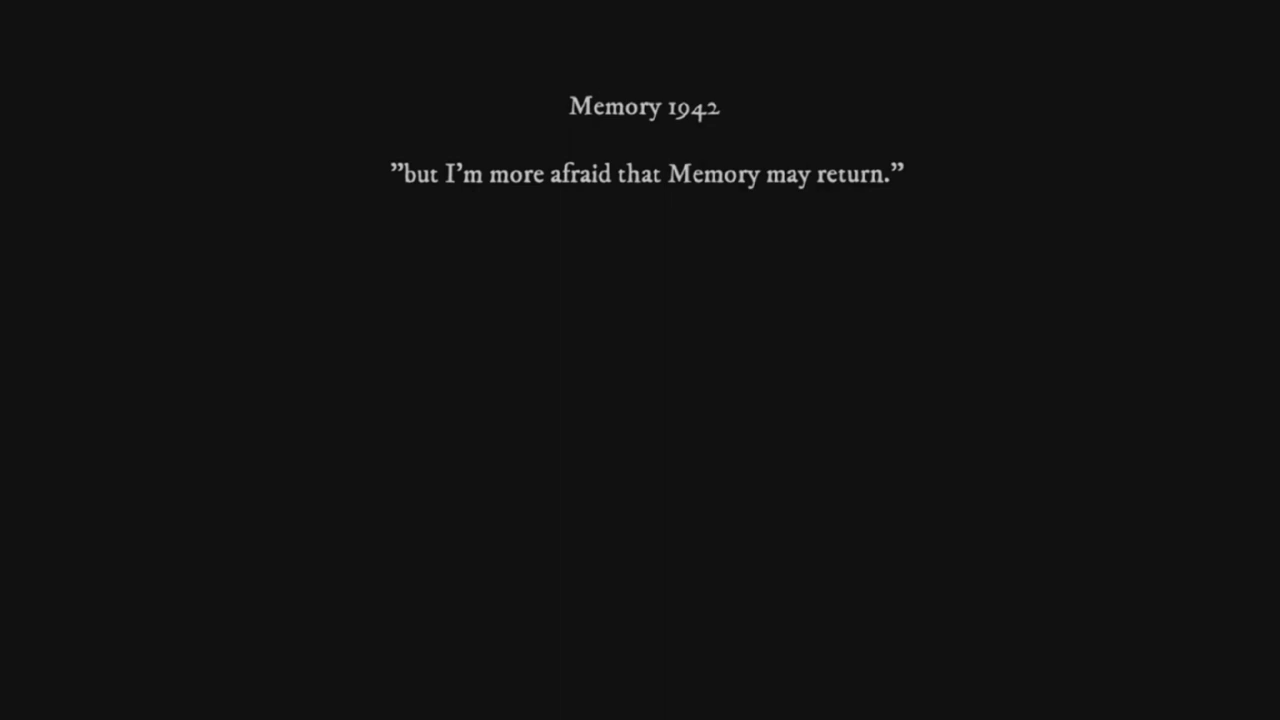 Memory 1942
”but I’m more afraid that Memory may return.”